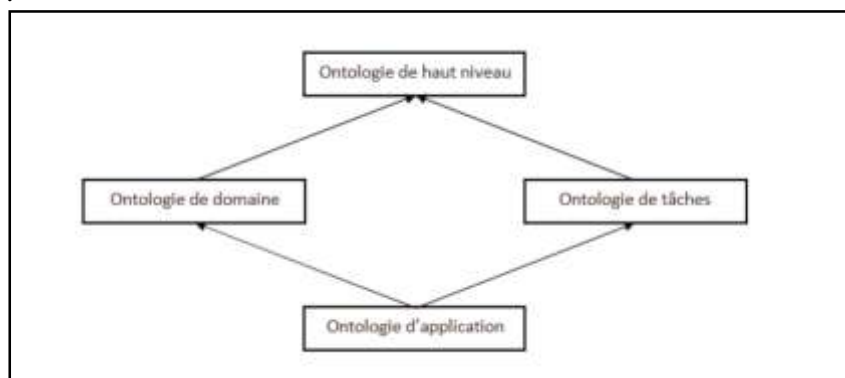 Ontologie de haut niveau
Ontologie de domaine
Ontologie de tâches
Ontologie d'application